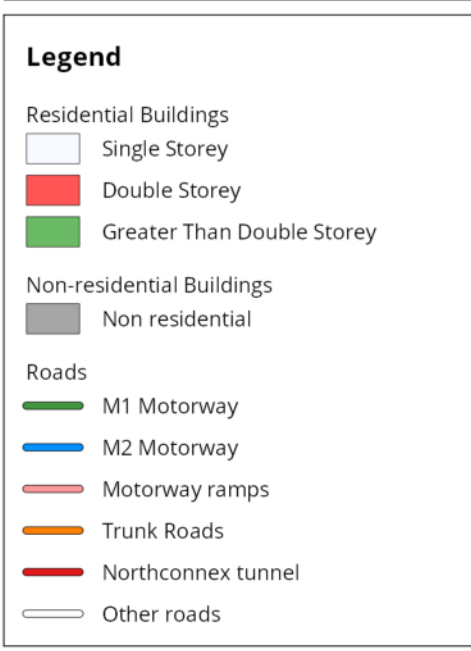 Legend
Residential Buildings
Single Storey
Double Storey
Greater Than Double Storey
Non-residential Buildings
Non residential
Roads
M1 Motorway
M2 Motorway
Motorway ramps
Trunk Roads
Northconnex tunnel
Other roads